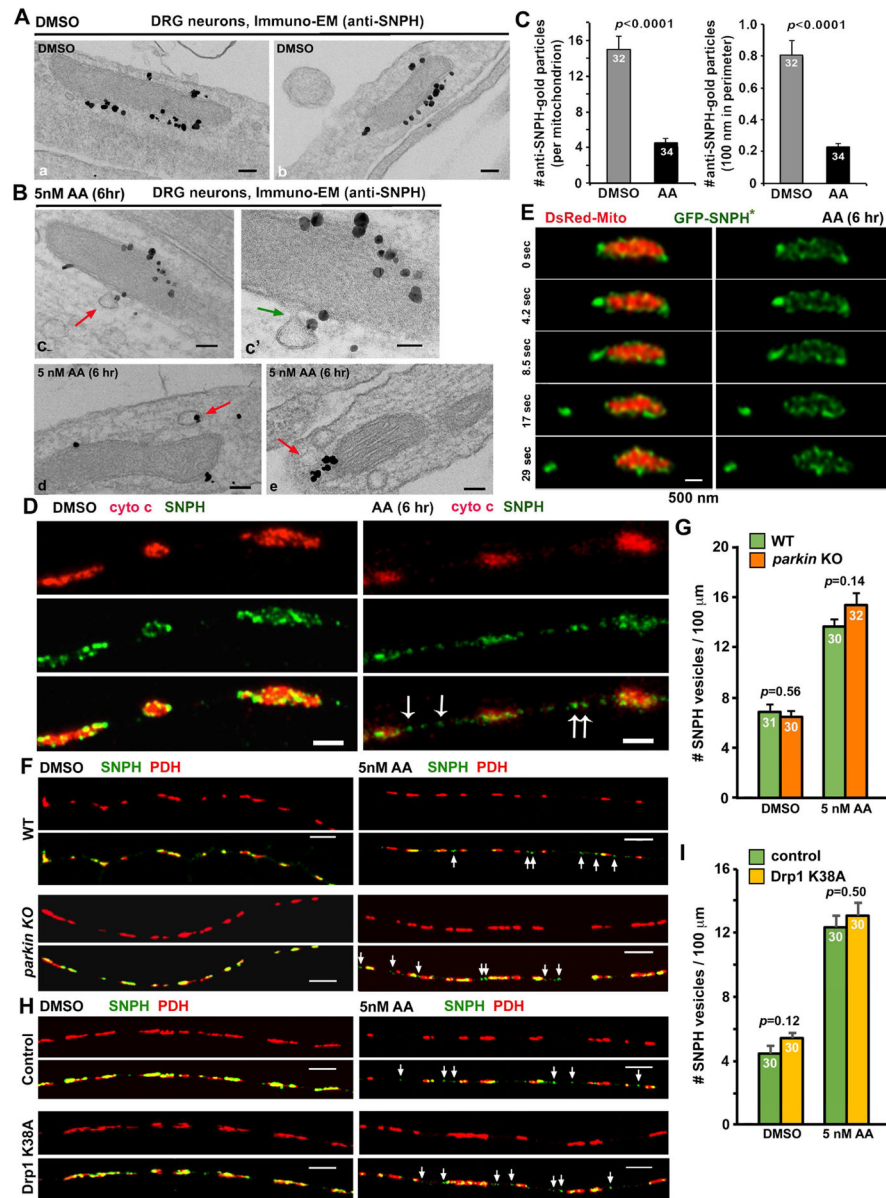 A DMSO DRG neurons, Immuno-EM (anti-SNPH)
DMSO
a
DMSO
b
B 5nM AA (6hr) DRG neurons, Immuno-EM (anti-SNPH)
c
c'
5 nM AA (6 hr)
d
5 nM AA (6 hr)
e
C
# anti-SNPH-gold particles
(per mitochondrion)
p<0.0001
16
12
8
4
0
32
34
DMSO AA
# anti-SNPH-gold particles
(100 nm in perimeter)
p<0.0001
1.0
0.8
0.6
0.4
0.2
0
32
34
DMSO AA
E DsRed-Mito GFP-SNPH* AA (6 hr)
0 sec
4.2 sec
8.5 sec
17 sec
29 sec
500 nm
D DMSO cyto c SNPH
AA (6 hr) cyto c SNPH
G
WT
parkin KO
# SNPH vesicles / 100 µm
20
16
12
8
4
0
p=0.56
p=0.14
31
30
30
32
DMSO 5 nM AA
F DMSO SNPH PDH
5nM AA SNPH PDH
WT
parkin KO
H DMSO SNPH PDH
5nM AA SNPH PDH
Control
Drp1 K38A
I
control
Drp1 K38A
# SNPH vesicles / 100 µm
16
12
8
4
0
p=0.12
p=0.50
30
30
30
30
DMSO 5 nM AA